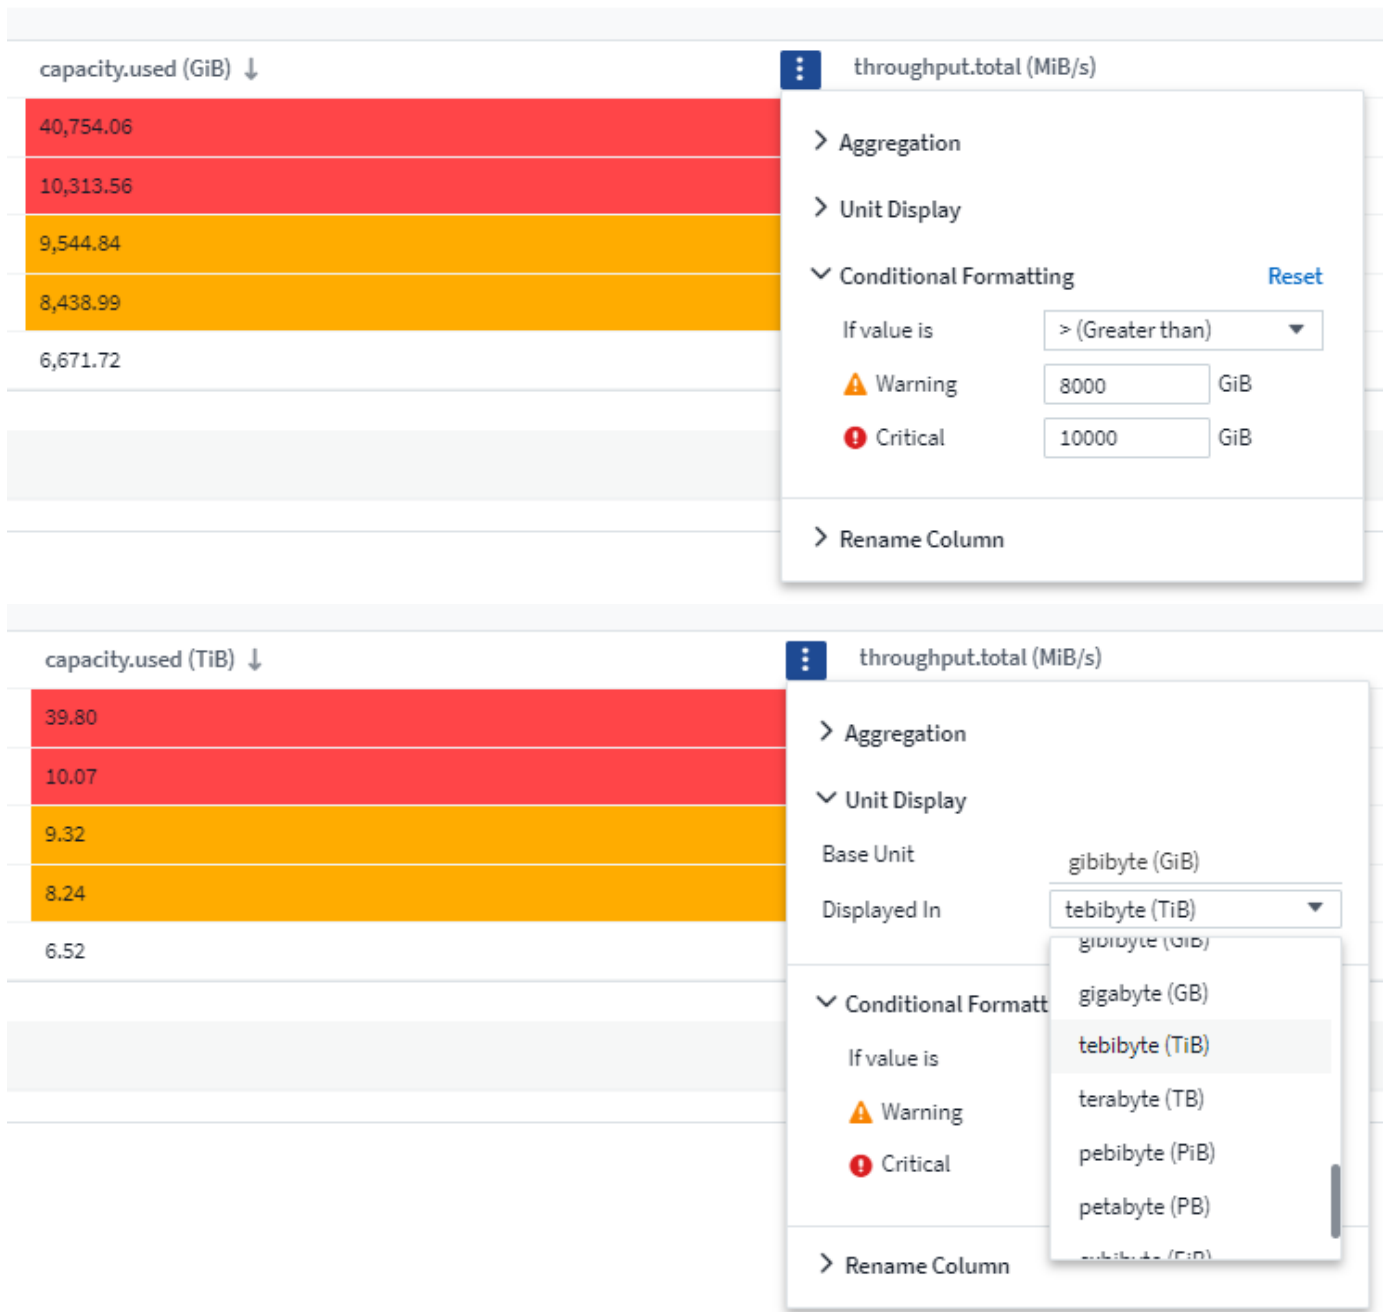 capacity.used (GiB) ↓ throughput.total (MiB/s)
40,754.06
Aggregation
10,313.56
Unit Display
9,544.84
Conditional Formatting Reset
8,438.99
If value is > (Greater than)
6,671.72
Warning 8000 GiB
Critical 10000 GiB
Rename Column
capacity.used (TiB) ↓ throughput.total (MiB/s)
39.80
Aggregation
10.07
Unit Display
9.32
Base Unit gibibyte (GiB)
8.24
Displayed In tebibyte (TiB)
6.52
gibibyte (GiB)
gigabyte (GB)
Conditional Formatt
tebibyte (TiB)
If value is
terabyte (TB)
Warning
pebibyte (PiB)
Critical
petabyte (PB)
Rename Column